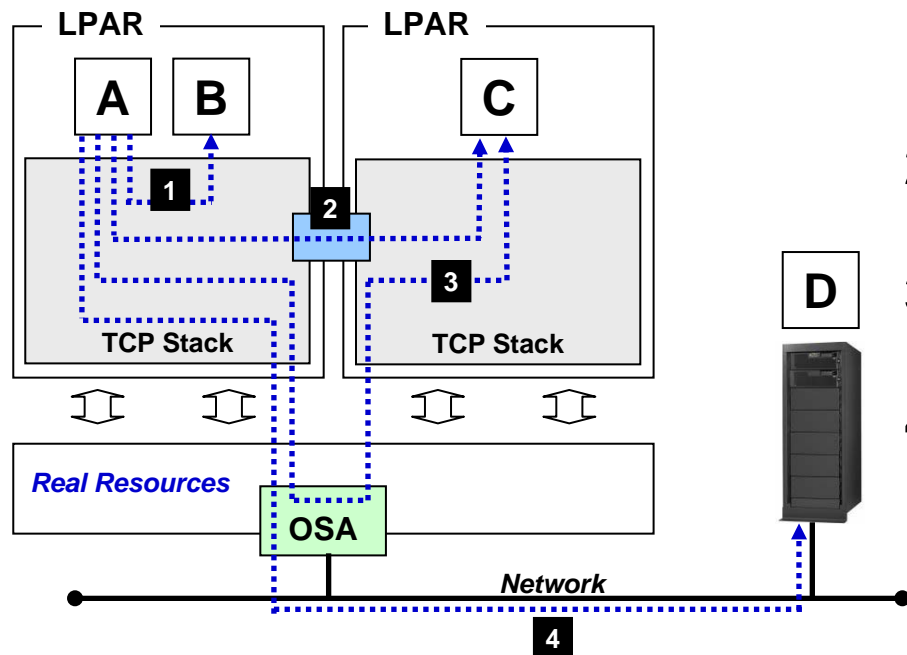 LPAR
LPAR
A
B
C
1
2
3
D
TCP Stack
TCP Stack
Real Resources
OSA
Network
4